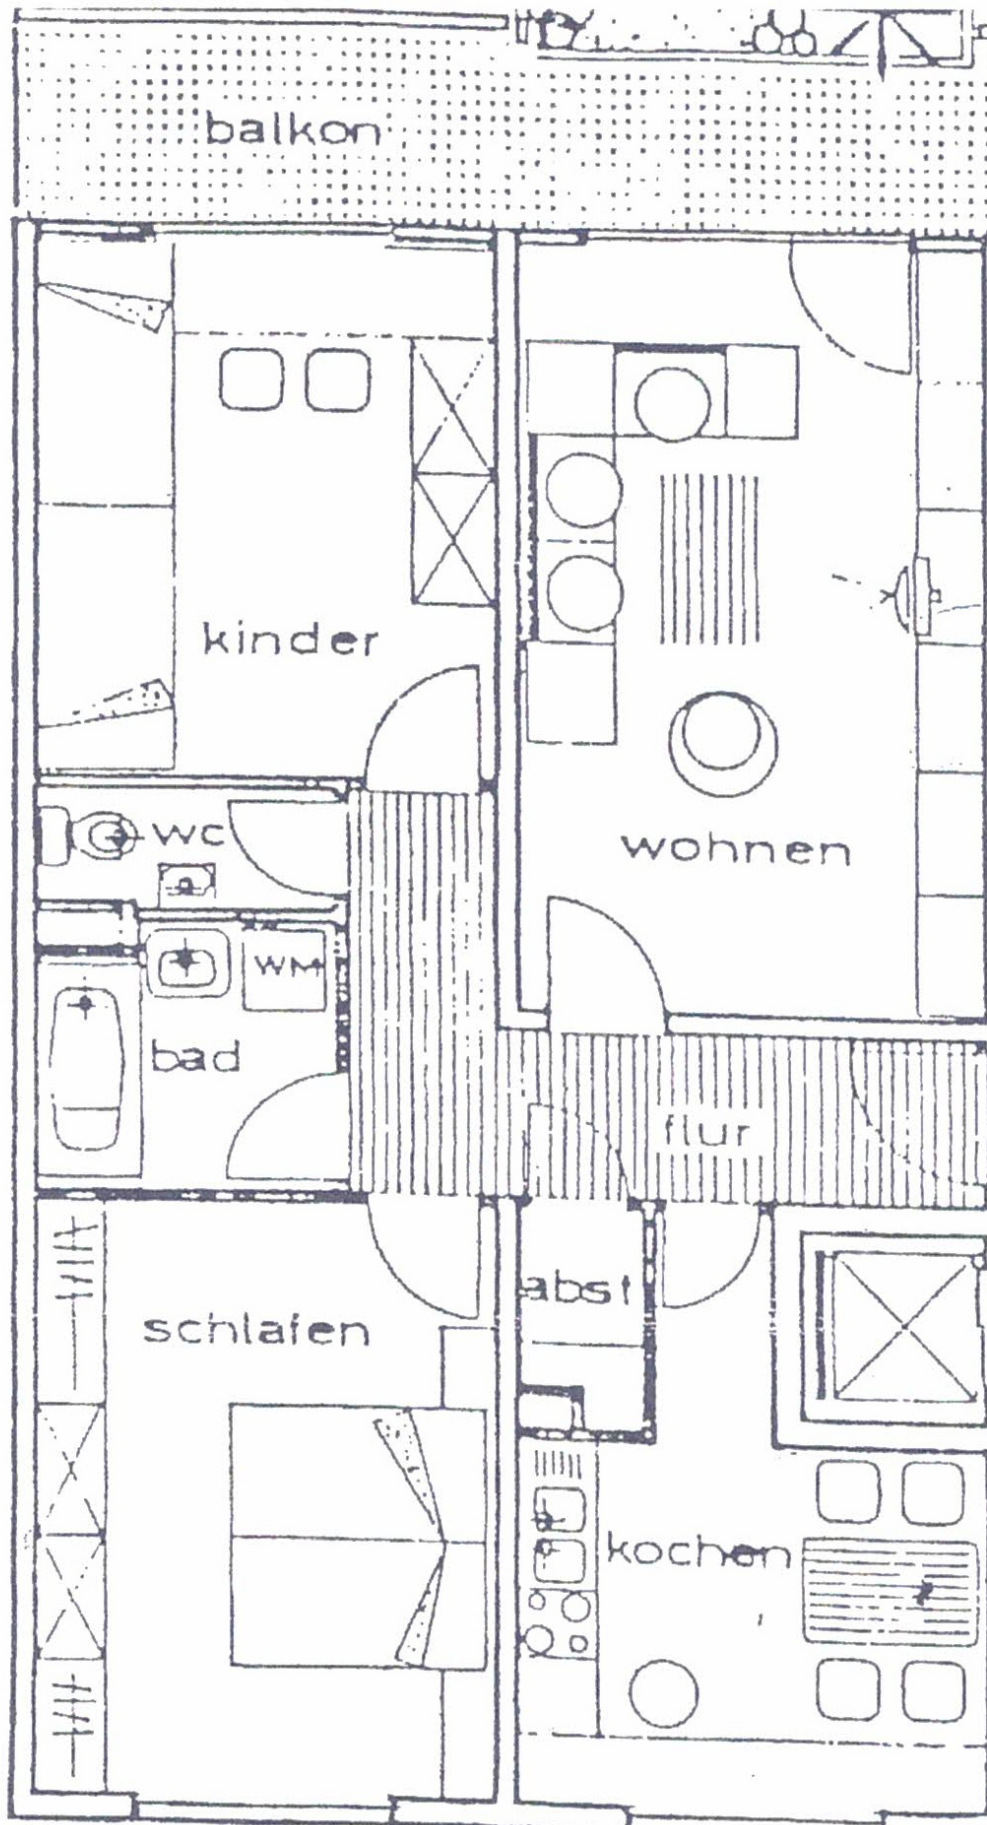 balkon
kinder
wohnen
wc
WM
bad
flur
abst
schlafen
kochen